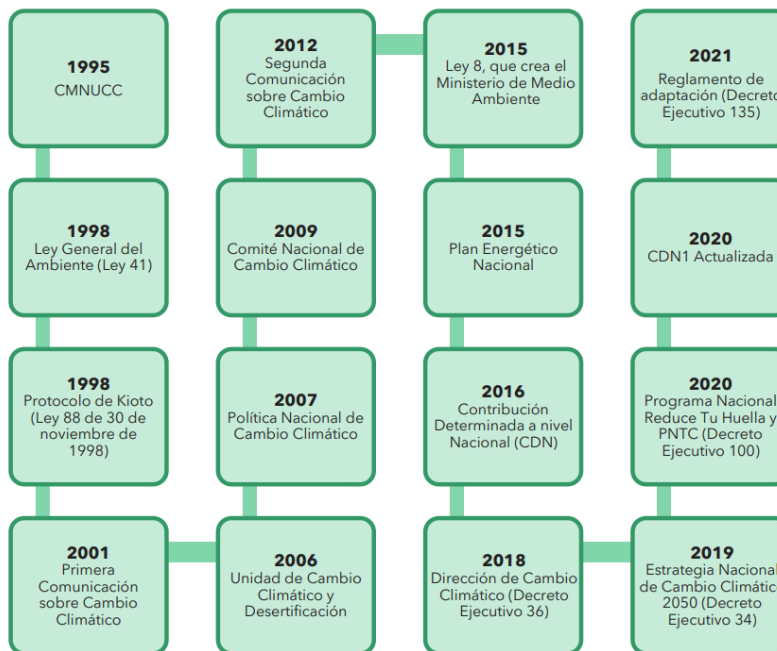 1995
CMNUCC
1998
Ley General del
Ambiente (Ley 41)
1998
Protocolo de Kioto
(Ley 88 de 30 de
noviembre de
1998)
2001
Primera
Comunicación
sobre Cambio
Climático
2006
Unidad de Cambio
Climático y
Desertificación
2007
Política Nacional de
Cambio Climático
2009
Comité Nacional de
Cambio Climático
2012
Segunda
Comunicación
sobre Cambio
Climático
2015
Ley 8, que crea el
Ministerio de Medio
Ambiente
2015
Plan Energético
Nacional
2016
Contribución
Determinada a nivel
Nacional (CDN)
2018
Dirección de Cambio
Climático (Decreto
Ejecutivo 36)
2019
Estrategia Nacional
de Cambio Climático
2050 (Decreto
Ejecutivo 34)
2020
Programa Nacional
Reduce Tu Huella y
PNTC (Decreto
Ejecutivo 100)
2020
CDN1 Actualizada
2021
Reglamento de
adaptación (Decreto
Ejecutivo 135)